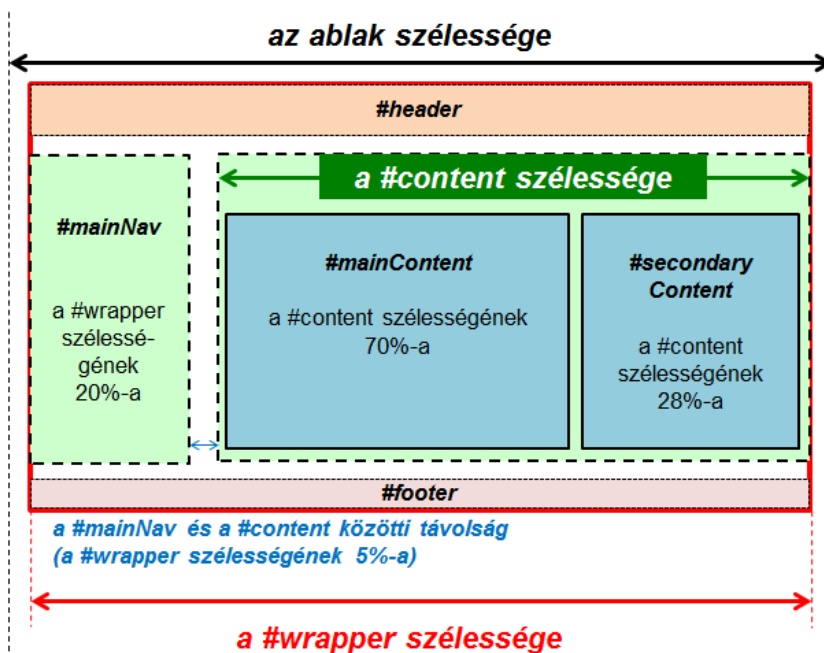 az ablak szélessége
#header
a #content szélessége
#mainNav
a #wrapper
szélessé-
gének
20%-a
#mainContent
a #content szélességének
70%-a
#secondary
Content
a #content
szélességének
28%-a
#footer
a #mainNav és a #content közötti távolság
(a #wrapper szélességének 5%-a)
a #wrapper szélessége